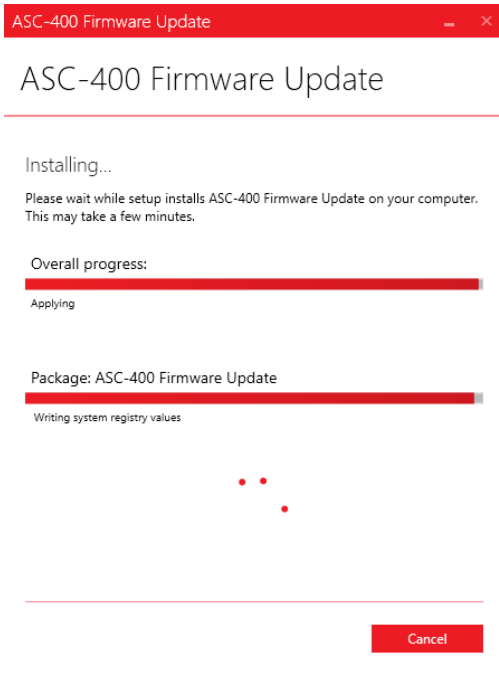 ASC-400 Firmware Update
ASC-400 Firmware Update
Installing...
Please wait while setup installs ASC-400 Firmware Update on your computer.
This may take a few minutes.
Overall progress:
Applying
Package: ASC-400 Firmware Update
Writing system registry values
Cancel